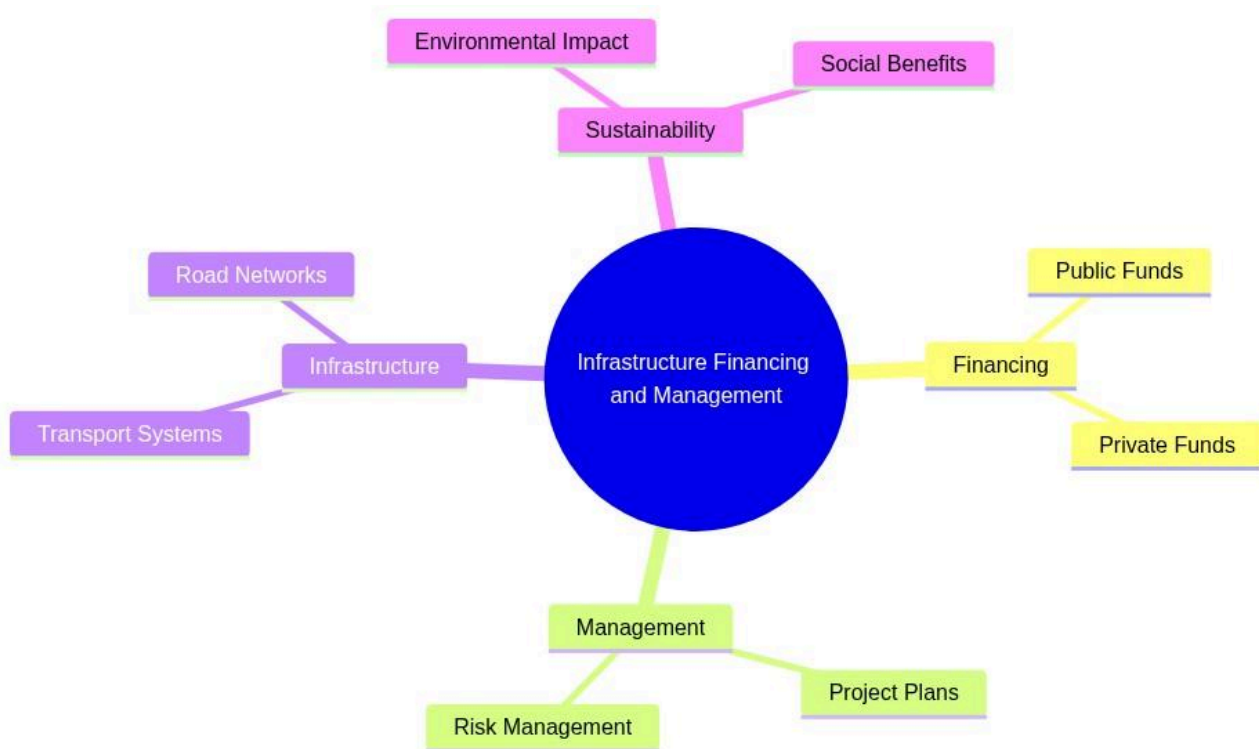 Environmental Impact
Social Benefits
Sustainability
Road Networks
Public Funds
Infrastructure
Infrastructure Financing
and Management
Financing
Transport Systems
Private Funds
Management
Project Plans
Risk Management